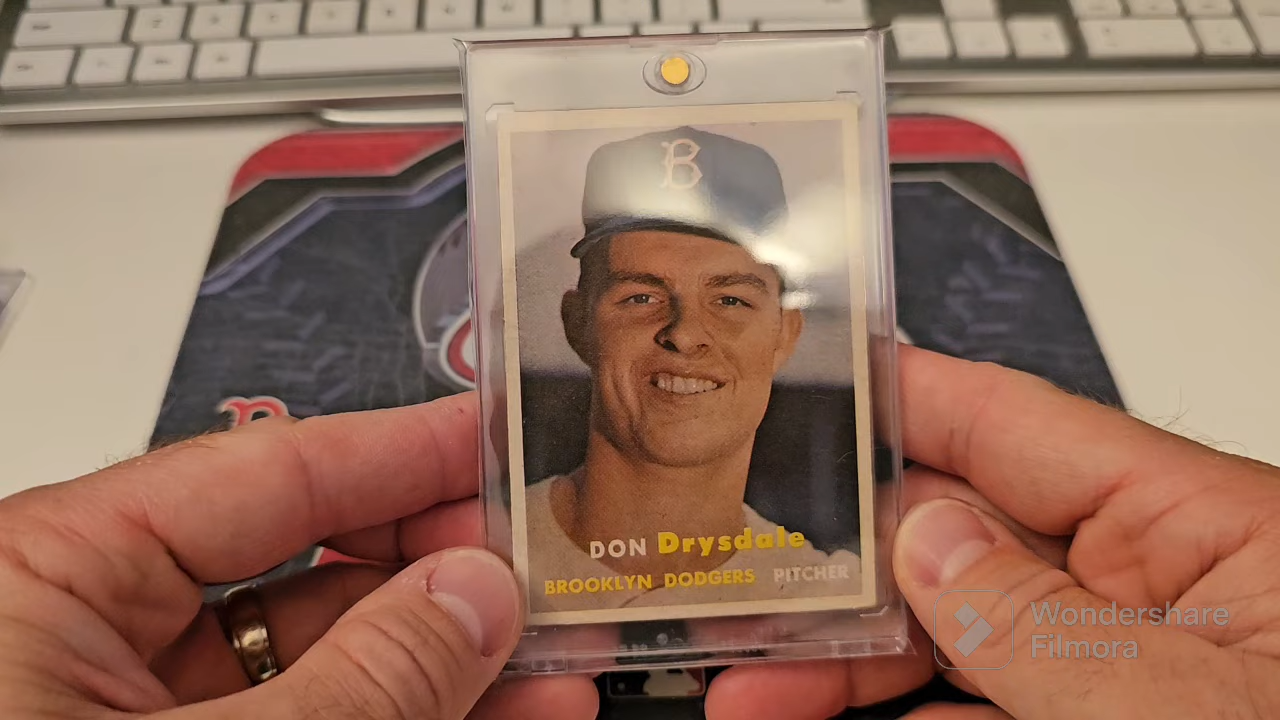 B
DON Drysdale
BROOKLYN DODGERS PITCHER
Wondershare
Filmora